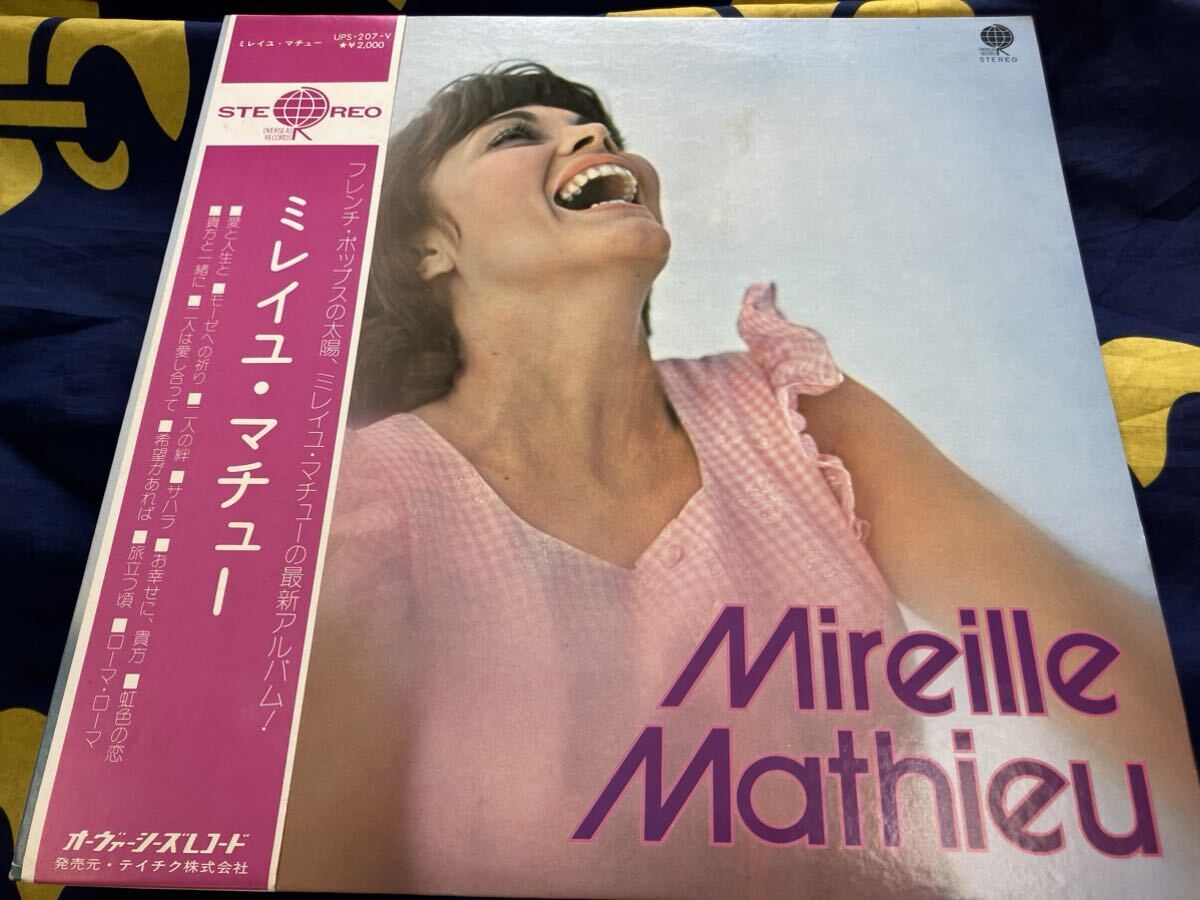 ミレイユ・マチュー
UPS-207-V
★¥2,000
STEREO
OVERSEAS
RECORDS
フレンチ・ポップスの太陽、ミレイユ・マチューの最新アルバム!
ミレイユ・マチュー
■愛と人生と ■モーゼへの祈り ■二人の絆 ■サハラ ■お幸せに、貴方 ■虹色の恋
■貴方と一緒に ■二人は愛し合って ■希望があれば ■旅立つ頃 ■ローマ・ローマ
オーヴァーシーズレコード
発売元・テイチク株式会社
OVERSEAS
RECORDS
STEREO
Mireille
Mathieu